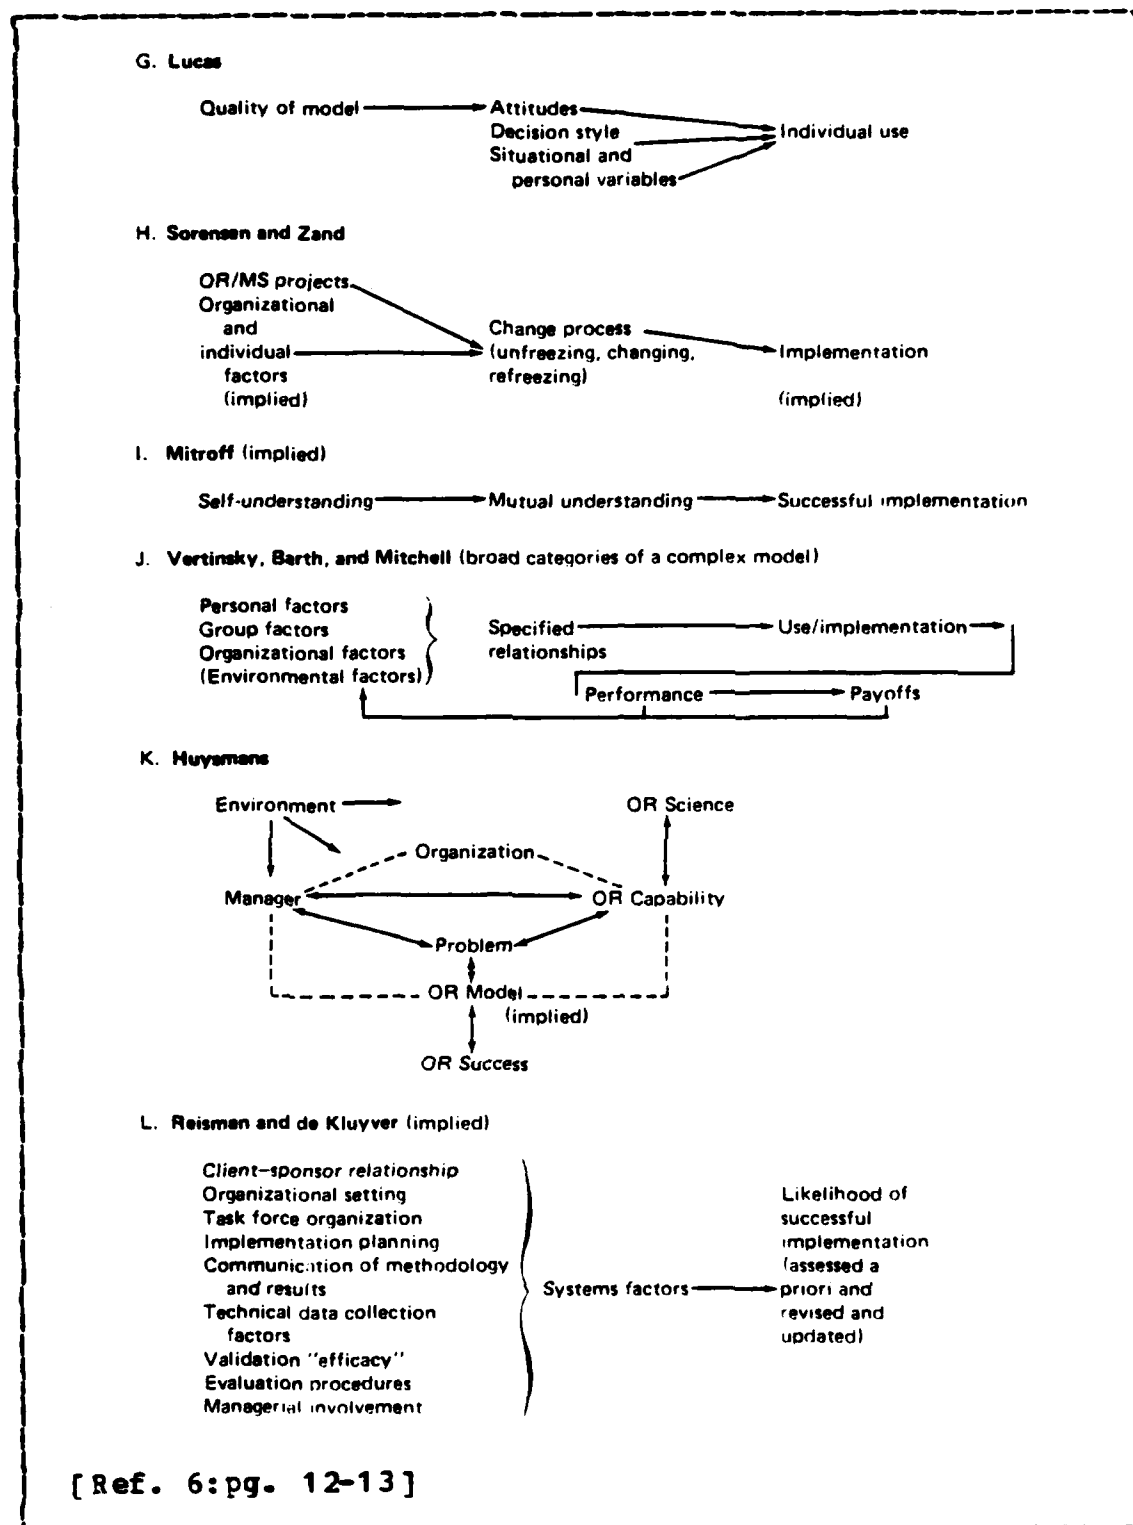 G. Lucas
Quality of model Attitudes
Decision style Individual use
Situational and
personal variables
H. Sorensen and Zand
OR/MS projects
Organizational
and Change process
individual (unfreezing, changing, Implementation
factors refreezing)
(implied) (implied)
I. Mitroff (implied)
Self-understanding Mutual understanding Successful implementation
J. Vertinsky, Barth, and Mitchell (broad categories of a complex model)
Personal factors
Group factors Specified Use/implementation
Organizational factors relationships
(Environmental factors)
Performance Payoffs
K. Huysmans
Environment OR Science
Organization
Manager OR Capability
Problem
OR Model
(implied)
OR Success
L. Reisman and de Kluyver (implied)
Client-sponsor relationship
Organizational setting Likelihood of
Task force organization successful
Implementation planning implementation
Communication of methodology (assessed a
and results Systems factors priori and
Technical data collection revised and
factors updated)
Validation "efficacy"
Evaluation procedures
Managerial involvement
[Ref. 6:pg. 12-13]